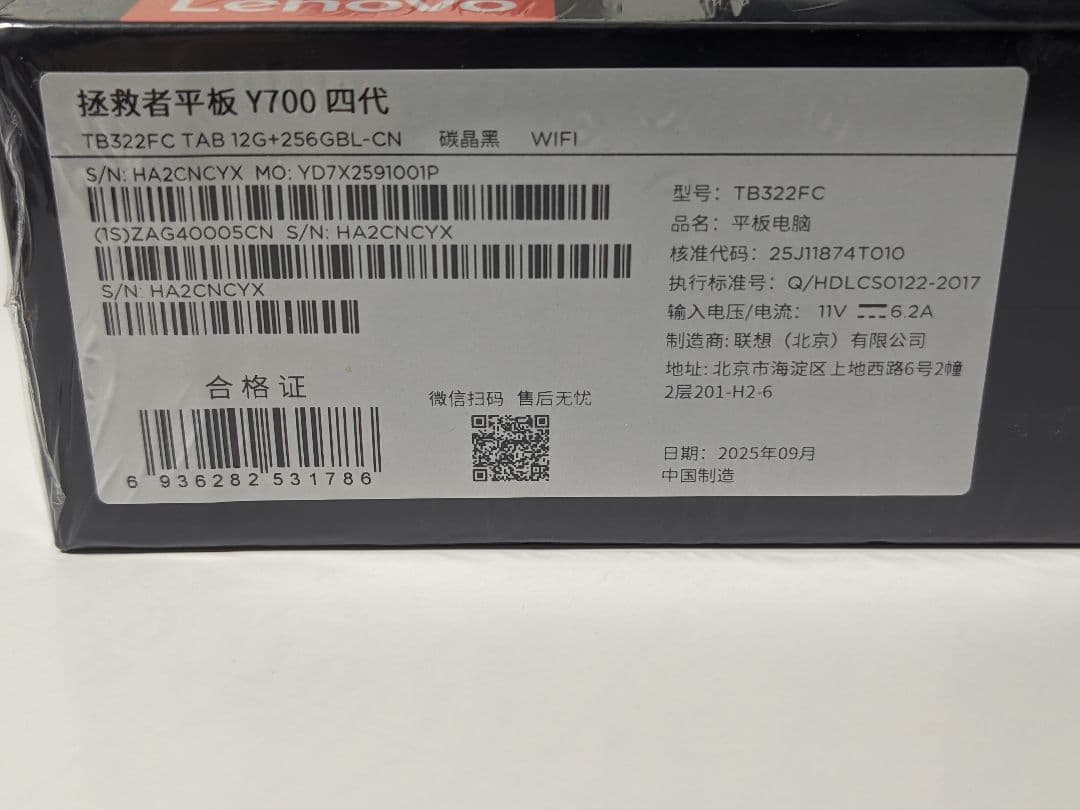 Lenovo
拯救者平板 Y700 四代
TB322FC TAB 12G+256GBL-CN 碳晶黑 WIFI
S/N: HA2CNCYX MO: YD7X2591001P
(1S)ZAG40005CN S/N: HA2CNCYX
S/N: HA2CNCYX
合格证
6 936282 531786
微信扫码 售后无忧
型号: TB322FC
品名: 平板电脑
核准代码: 25J11874T010
执行标准号: Q/HDLCS0122-2017
输入电压/电流: 11V ⎓ 6.2A
制造商: 联想（北京）有限公司
地址: 北京市海淀区上地西路6号2幢
2层201-H2-6
日期: 2025年09月
中国制造